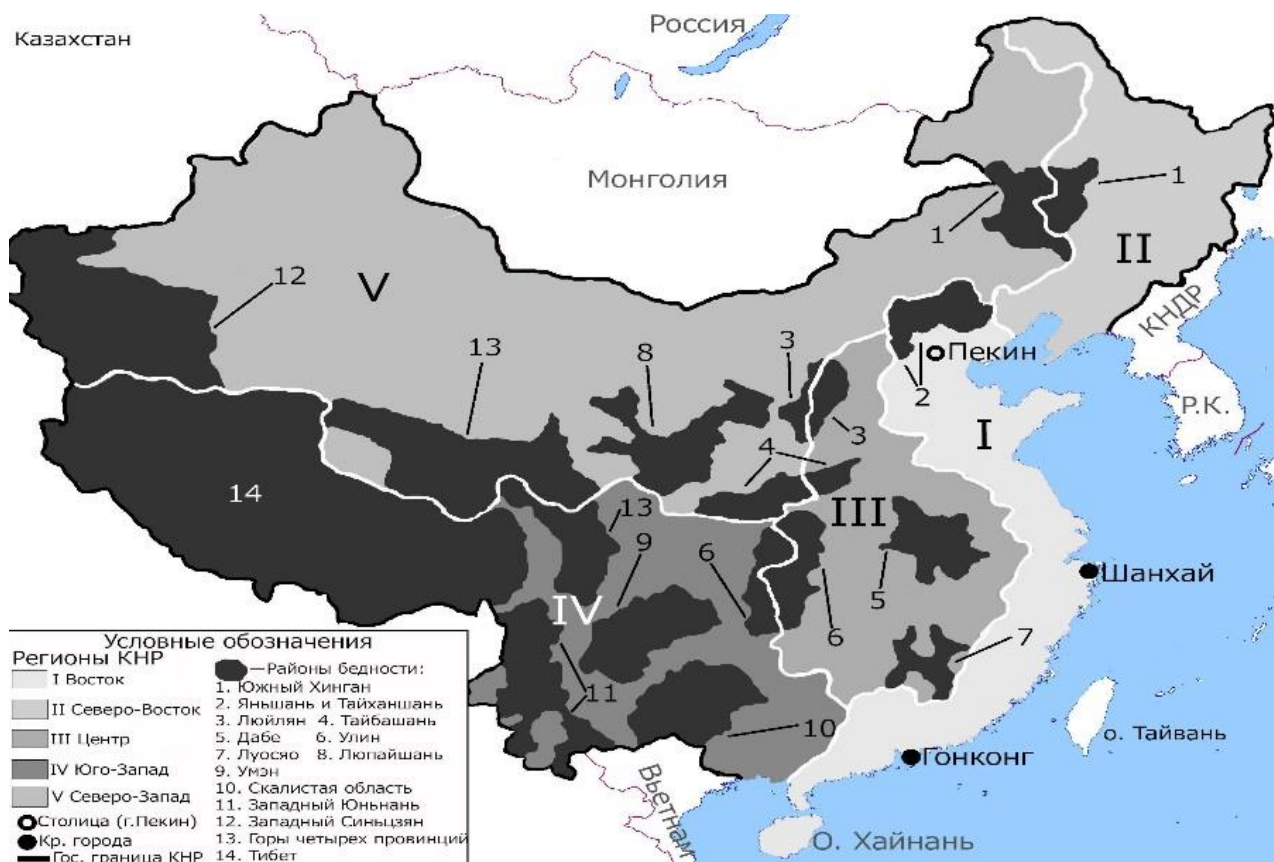 Россия
Казахстан
Монголия
1
1
II
12
V
КНДР
13
8
3
Пекин
2
I
Р.К.
3
4
14
III
13
9
6
Шанхай
IV
5
6
7
11
10
о. Тайвань
Гонконг
Вьетнам
О. Хайнань
Условные обозначения
Регионы КНР
I Восток
II Северо-Восток
III Центр
IV Юго-Запад
V Северо-Запад
Столица (г.Пекин)
Кр. города
Гос. граница КНР
—Районы бедности:
1. Южный Хинган
2. Яньшань и Тайханшань
3. Люйлян 4. Тайбашань
5. Дабе 6. Улин
7. Луосяо 8. Люпайшань
9. Умэн
10. Скалистая область
11. Западный Юньнань
12. Западный Синьцзян
13. Горы четырех провинций
14. Тибет